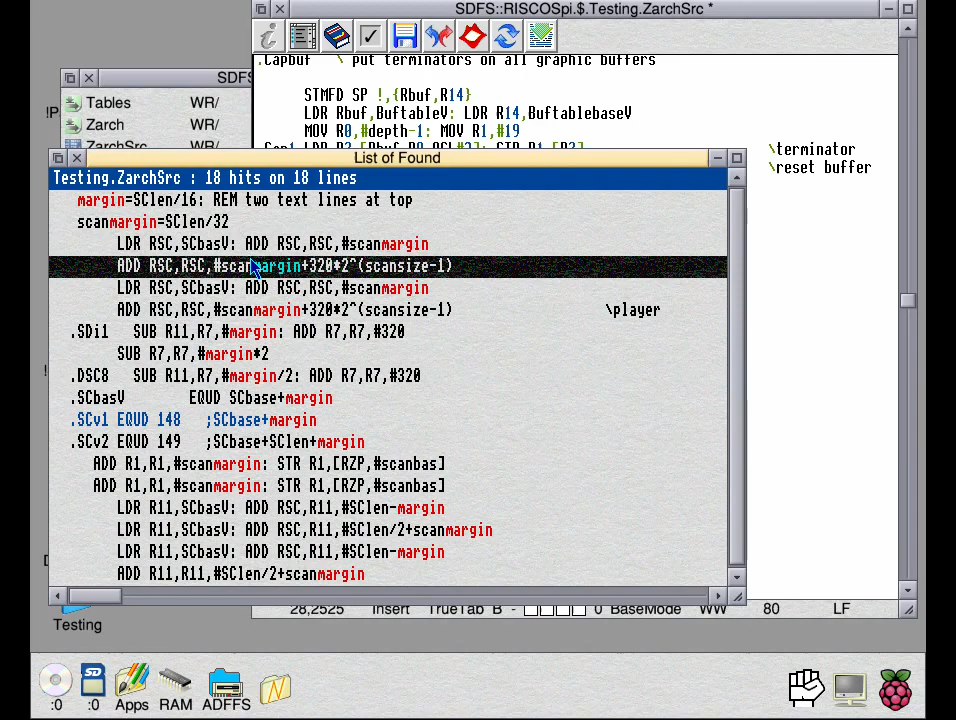 SDFS::RISCOSpi.$.Testing.ZarchSrc *
.Capbuf   \ put terminators on all graphic buffers
SDFS
STMFD SP !,{Rbuf,R14}
Tables WR/
LDR Rbuf,BuftableV: LDR R14,BuftablebaseV
Zarch WR/
MOV R0,#depth-1: MOV R1,#19
ZarchSrc WR/
\terminator
List of Found
\reset buffer
Testing.ZarchSrc : 18 hits on 18 lines
margin=SClen/16: REM two text lines at top
scanmargin=SClen/32
LDR RSC,SCbasV: ADD RSC,RSC,#scanmargin
ADD RSC,RSC,#scanmargin+320*2^(scansize-1)
LDR RSC,SCbasV: ADD RSC,RSC,#scanmargin
ADD RSC,RSC,#scanmargin+320*2^(scansize-1) \player
.SDi1 SUB R11,R7,#margin: ADD R7,R7,#320
SUB R7,R7,#margin*2
.DSC8 SUB R11,R7,#margin/2: ADD R7,R7,#320
.SCbasV EQUD SCbase+margin
.SCv1 EQUD 148 ;SCbase+margin
.SCv2 EQUD 149 ;SCbase+SClen+margin
ADD R1,R1,#scanmargin: STR R1,[RZP,#scanbas]
ADD R1,R1,#scanmargin: STR R1,[RZP,#scanbas]
LDR R11,SCbasV: ADD RSC,R11,#SClen-margin
LDR R11,SCbasV: ADD RSC,R11,#SClen/2+scanmargin
LDR R11,SCbasV: ADD RSC,R11,#SClen-margin
ADD R11,R11,#SClen/2+scanmargin
28,2525 Insert TrueTab B - 0 BaseMode WW 80 LF
Testing
:0 :0 Apps RAM ADFFS